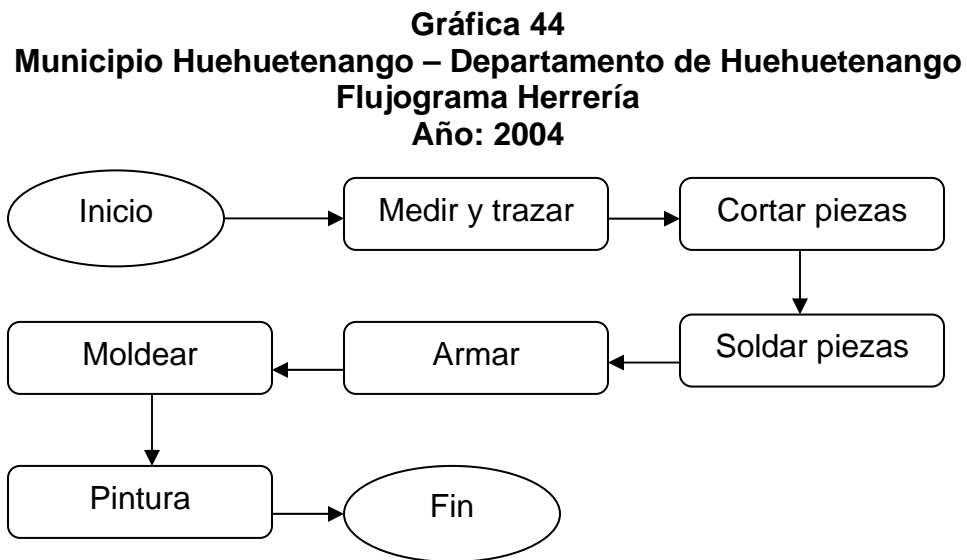 Gráfica 44
Municipio Huehuetenango – Departamento de Huehuetenango
Flujograma Herrería
Año: 2004
Inicio
Medir y trazar
Cortar piezas
Soldar piezas
Armar
Moldear
Pintura
Fin